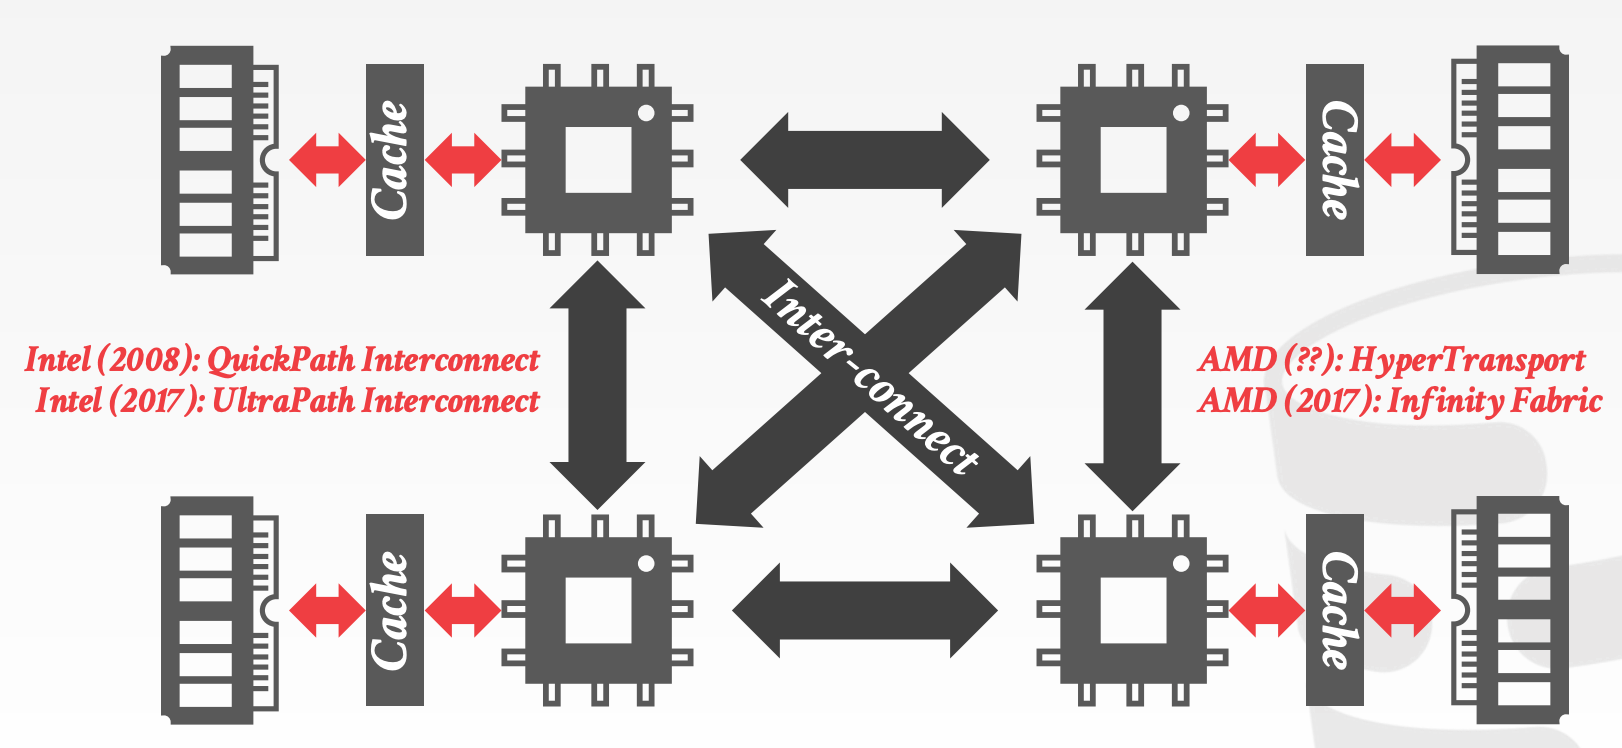 Cache
Cache
Inter-connect
Intel (2008): QuickPath Interconnect
Intel (2017): UltraPath Interconnect
AMD (??): HyperTransport
AMD (2017): Infinity Fabric
Cache
Cache